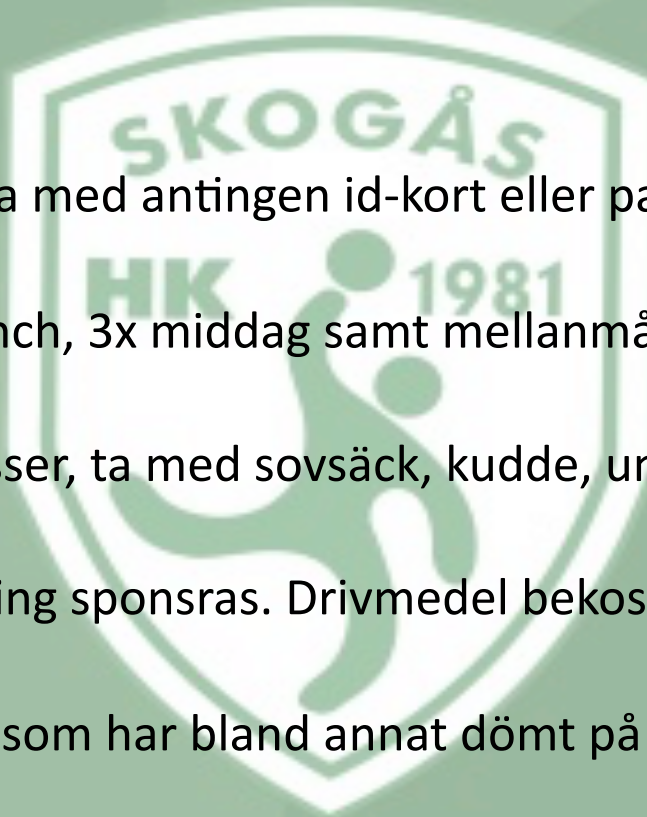 SKOGÅS
a med antingen id-kort eller pa
HK 1981
nch, 3x middag samt mellanmå
sser, ta med sovsäck, kudde, un
ing sponsras. Drivmedel bekos
som har bland annat dömt på